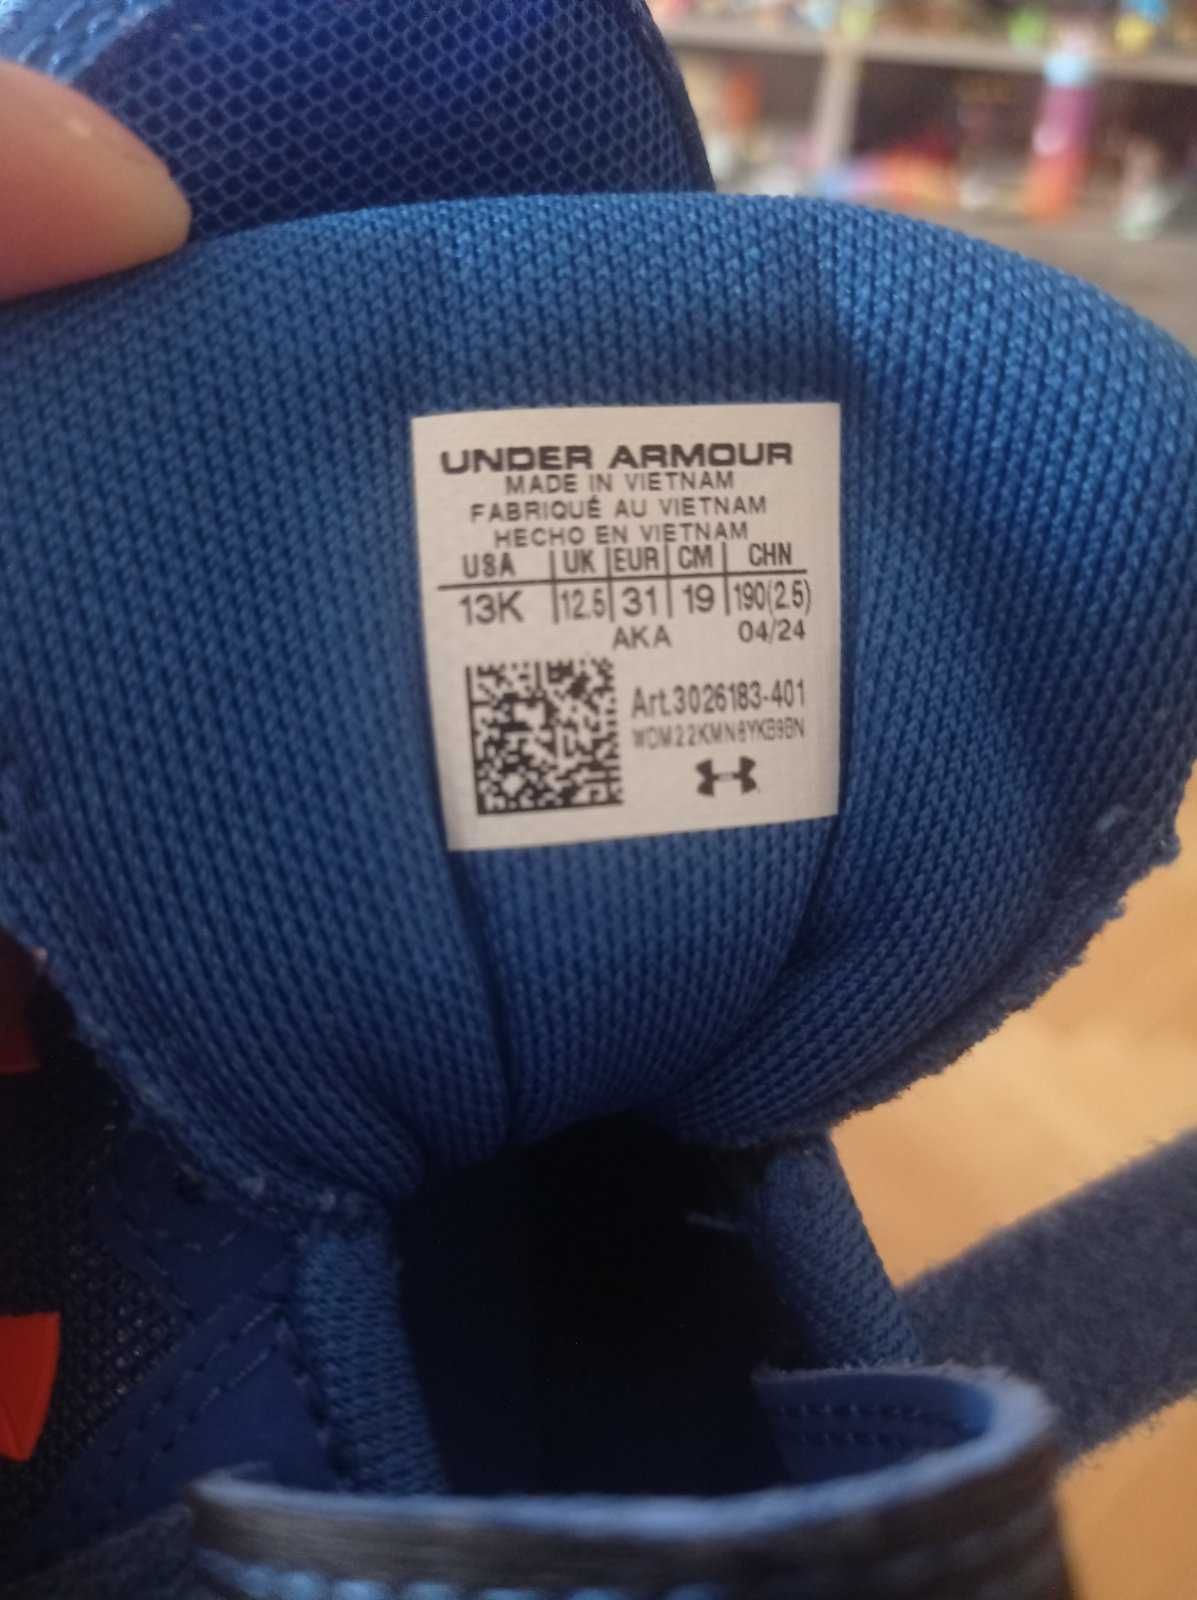 UNDER ARMOUR
MADE IN VIETNAM
FABRIQUÉ AU VIETNAM
HECHO EN VIETNAM
USA UK EUR CM CHN
13K 12.5 31 19 190(2.5)
AKA 04/24
Art.3026183-401
WDM22KMN8YKB9BN